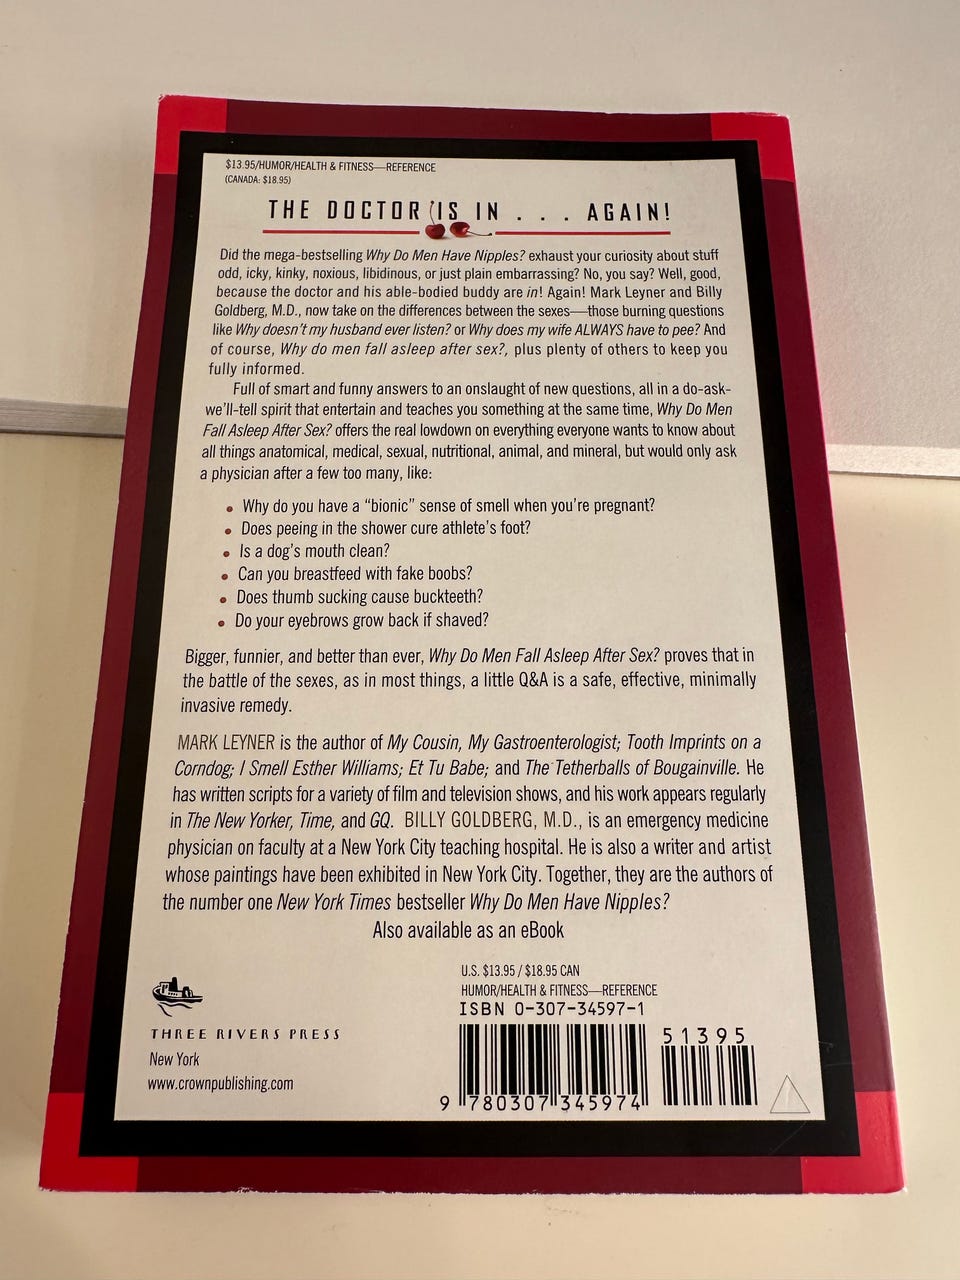 $13.95/HUMOR/HEALTH & FITNESS—REFERENCE
(CANADA: $18.95)
THE DOCTOR IS IN . . . AGAIN!
Did the mega-bestselling Why Do Men Have Nipples? exhaust your curiosity about stuff
odd, icky, kinky, noxious, libidinous, or just plain embarrassing? No, you say? Well, good,
because the doctor and his able-bodied buddy are in! Again! Mark Leyner and Billy
Goldberg, M.D., now take on the differences between the sexes—those burning questions
like Why doesn't my husband ever listen? or Why does my wife ALWAYS have to pee? And
of course, Why do men fall asleep after sex?, plus plenty of others to keep you
fully informed.
Full of smart and funny answers to an onslaught of new questions, all in a do-ask-
we'll-tell spirit that entertain and teaches you something at the same time, Why Do Men
Fall Asleep After Sex? offers the real lowdown on everything everyone wants to know about
all things anatomical, medical, sexual, nutritional, animal, and mineral, but would only ask
a physician after a few too many, like:
• Why do you have a “bionic” sense of smell when you're pregnant?
• Does peeing in the shower cure athlete's foot?
• Is a dog's mouth clean?
• Can you breastfeed with fake boobs?
• Does thumb sucking cause buckteeth?
• Do your eyebrows grow back if shaved?
Bigger, funnier, and better than ever, Why Do Men Fall Asleep After Sex? proves that in
the battle of the sexes, as in most things, a little Q&A is a safe, effective, minimally
invasive remedy.
MARK LEYNER is the author of My Cousin, My Gastroenterologist; Tooth Imprints on a
Corndog; I Smell Esther Williams; Et Tu Babe; and The Tetherballs of Bougainville. He
has written scripts for a variety of film and television shows, and his work appears regularly
in The New Yorker, Time, and GQ. BILLY GOLDBERG, M.D., is an emergency medicine
physician on faculty at a New York City teaching hospital. He is also a writer and artist
whose paintings have been exhibited in New York City. Together, they are the authors of
the number one New York Times bestseller Why Do Men Have Nipples?
Also available as an eBook
THREE RIVERS PRESS
New York
www.crownpublishing.com
U.S. $13.95 / $18.95 CAN
HUMOR/HEALTH & FITNESS—REFERENCE
ISBN 0-307-34597-1
51395
9 780307 345974